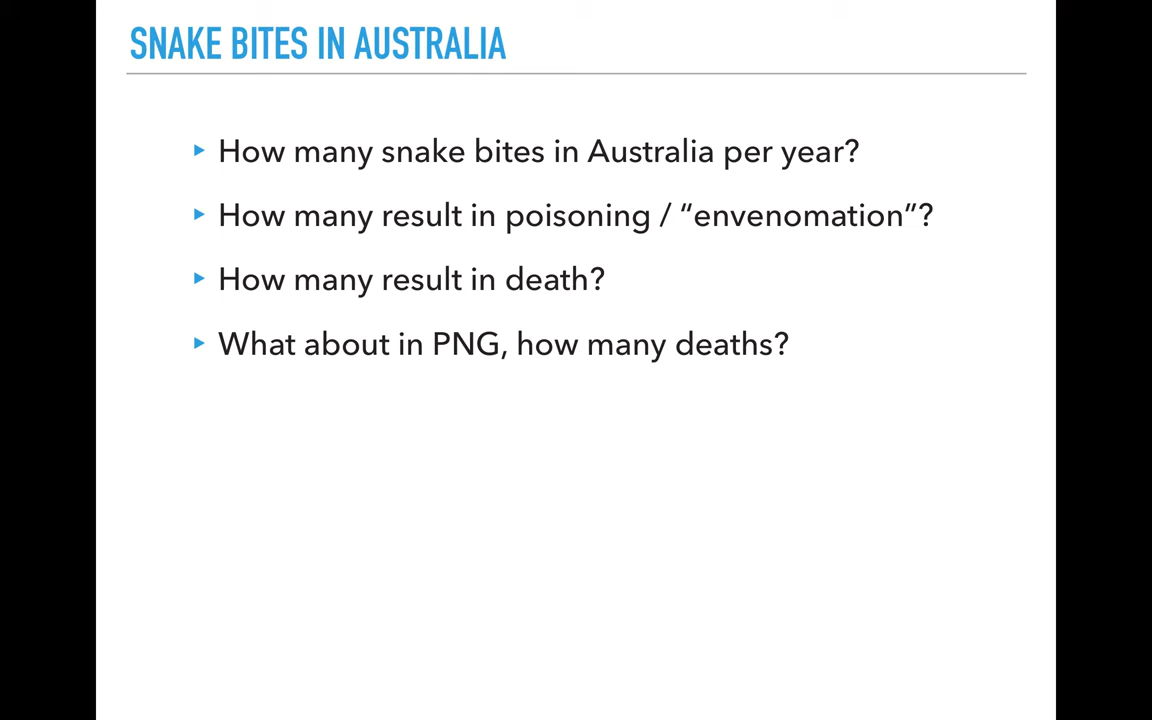 SNAKE BITES IN AUSTRALIA
How many snake bites in Australia per year?
How many result in poisoning / “envenomation”?
How many result in death?
What about in PNG, how many deaths?